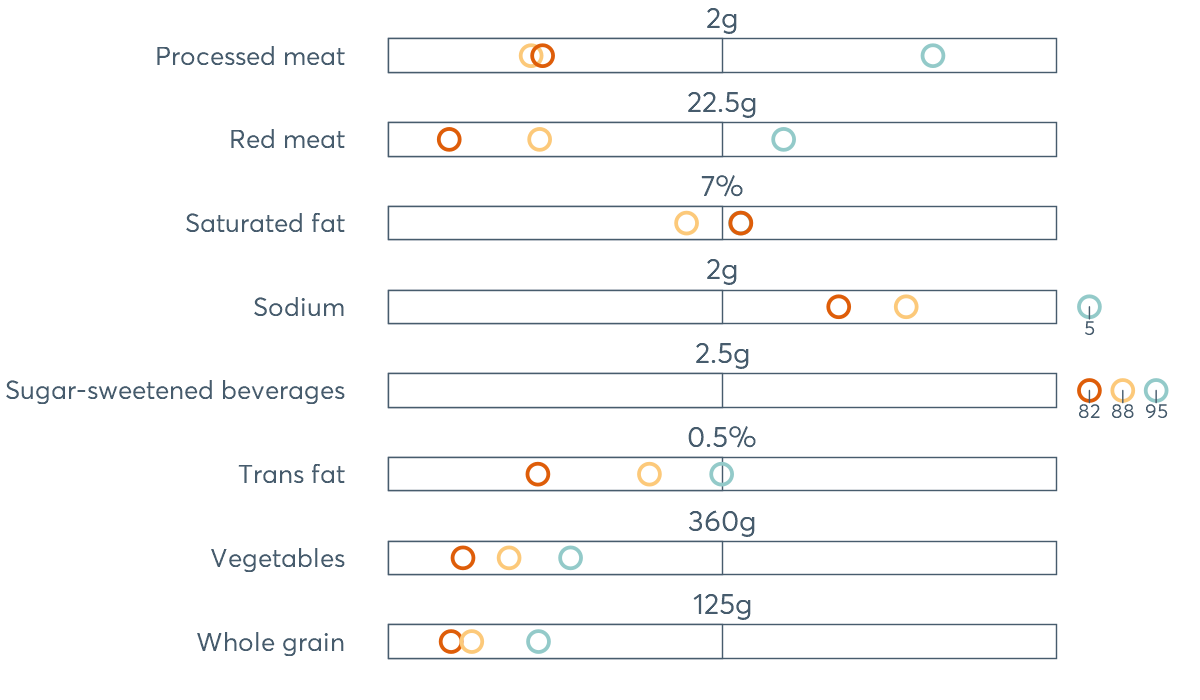 2g
Processed meat
22.5g
Red meat
7%
Saturated fat
2g
Sodium
5
2.5g
Sugar-sweetened beverages
82 88 95
0.5%
Trans fat
360g
Vegetables
125g
Whole grain